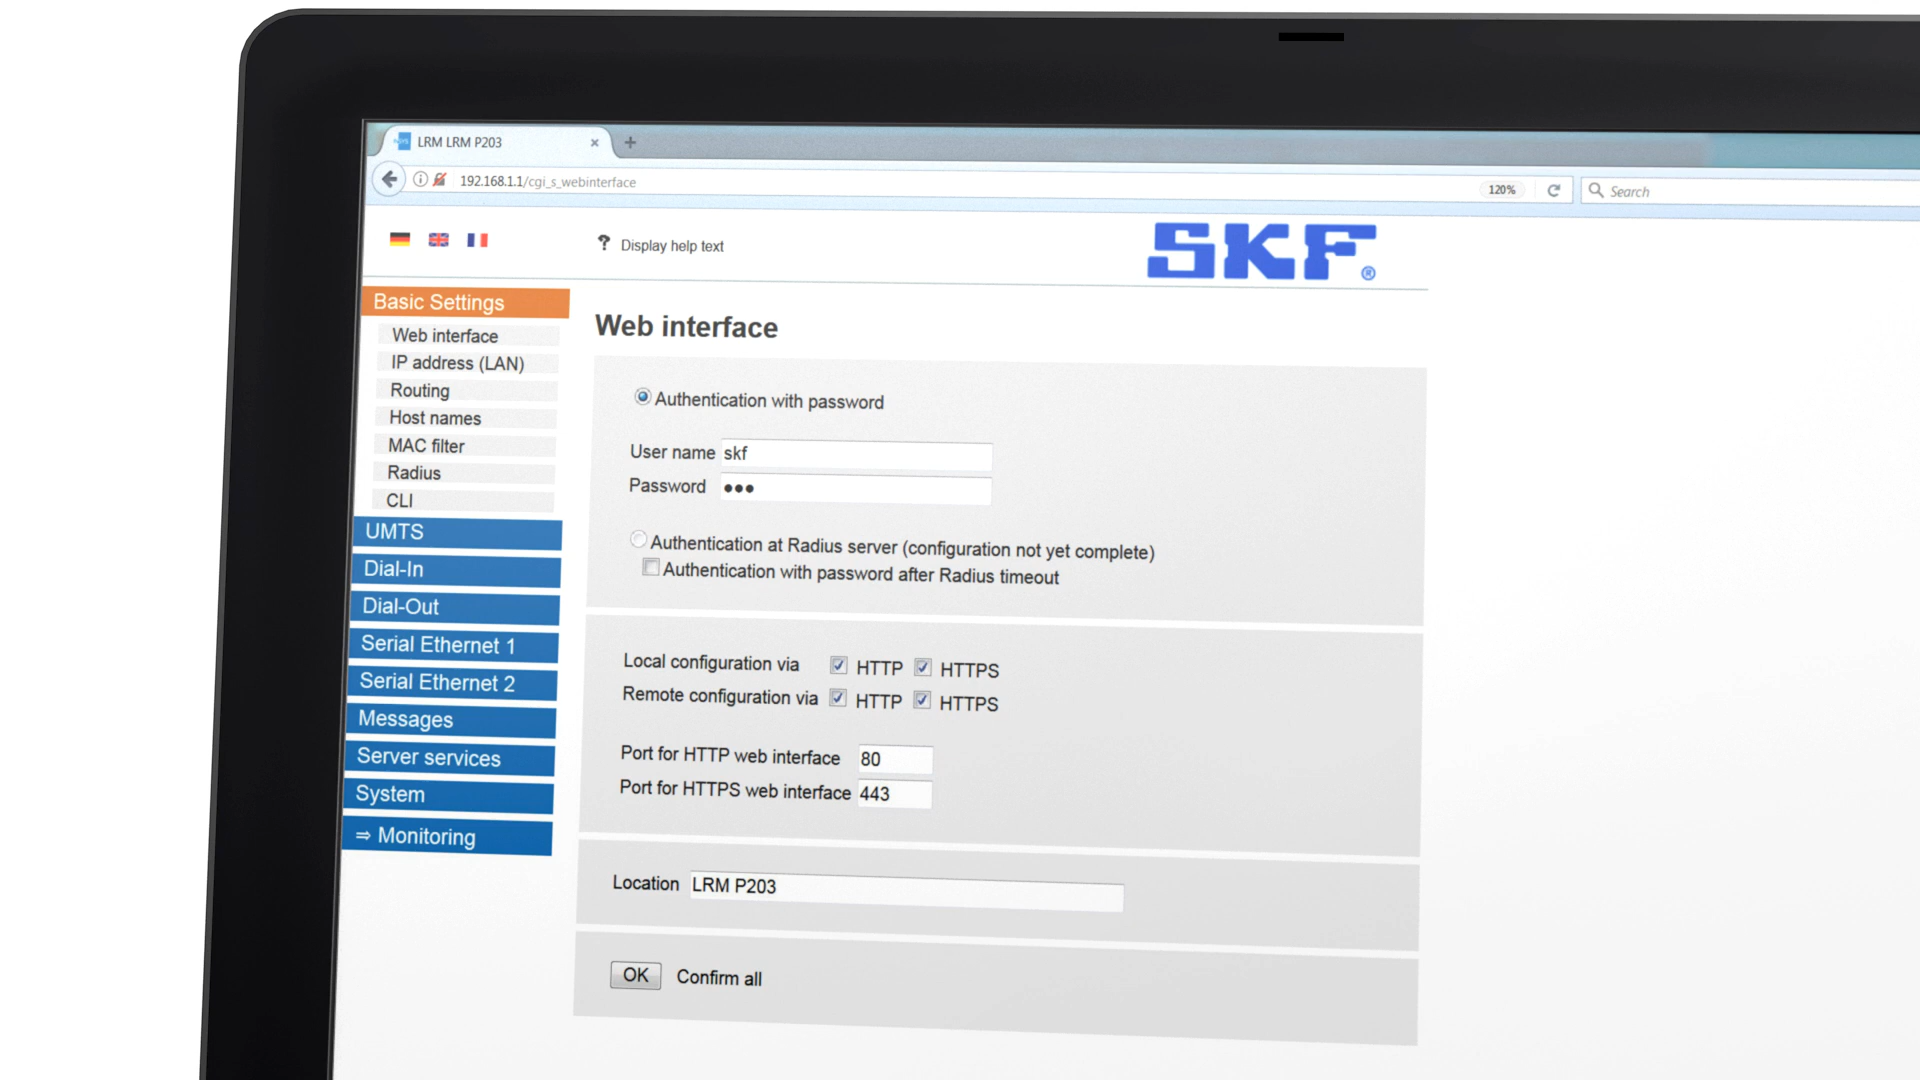 LRM LRM P203
192.168.1.1/cgi_s_webinterface
120%
Search
? Display help text
SKF®
Basic Settings
Web interface
IP address (LAN)
Routing
Host names
MAC filter
Radius
CLI
UMTS
Dial-In
Dial-Out
Serial Ethernet 1
Serial Ethernet 2
Messages
Server services
System
⇒ Monitoring
Web interface
Authentication with password
User name skf
Password •••
Authentication at Radius server (configuration not yet complete)
Authentication with password after Radius timeout
Local configuration via HTTP HTTPS
Remote configuration via HTTP HTTPS
Port for HTTP web interface 80
Port for HTTPS web interface 443
Location LRM P203
OK Confirm all